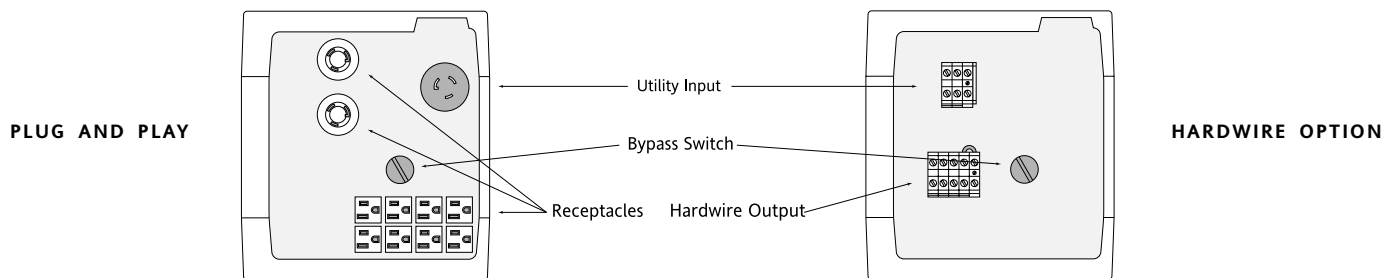 PLUG AND PLAY
Utility Input
Bypass Switch
Receptacles
Hardwire Output
HARDWIRE OPTION